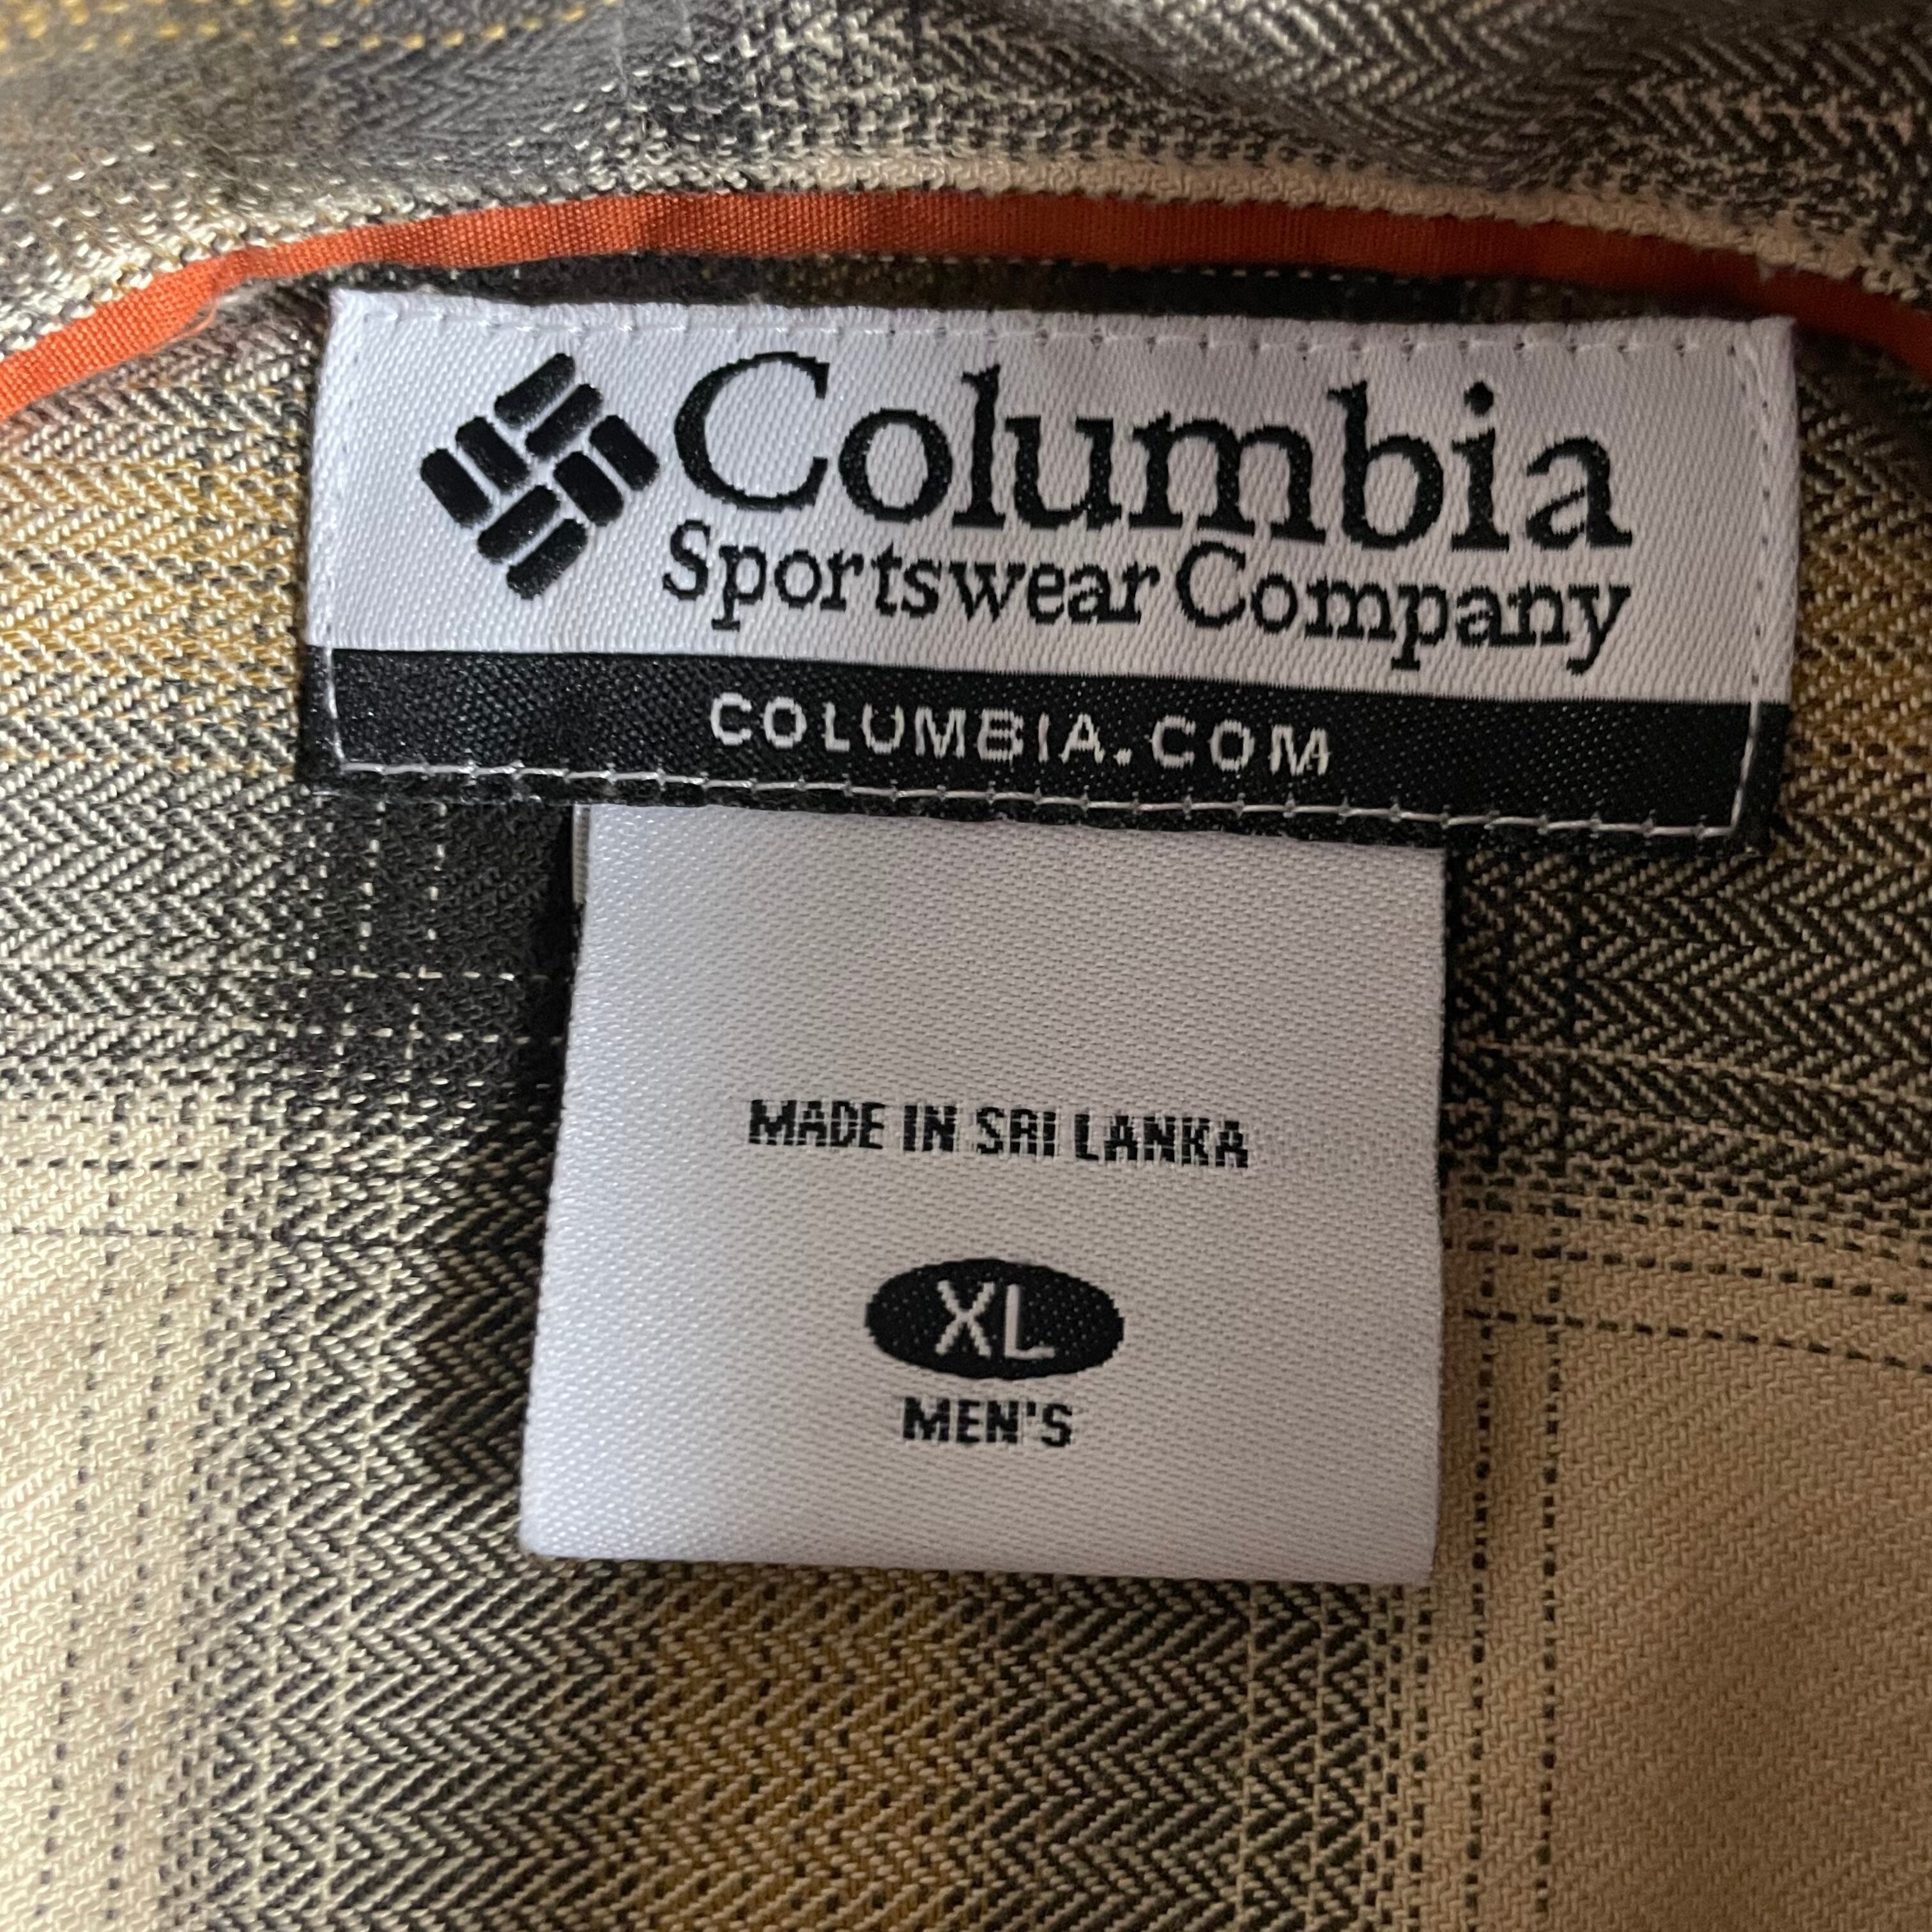 Columbia
Sportswear Company
COLUMBIA.COM
MADE IN SRI LANKA
XL
MEN'S